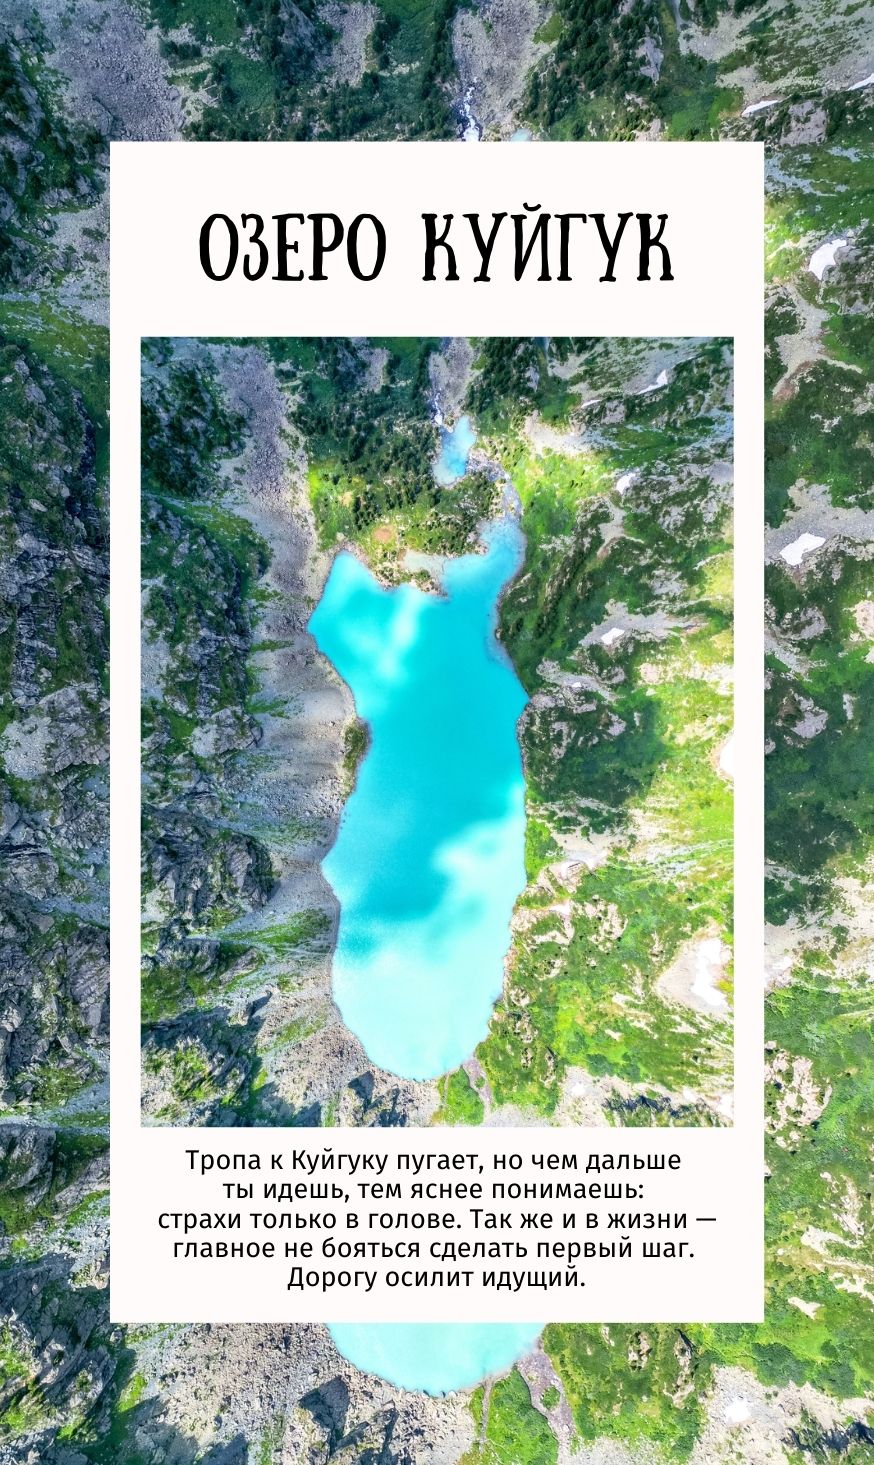 ОЗЕРО КУЙГУК
Тропа к Куйгуку пугает, но чем дальше
ты идешь, тем яснее понимаешь:
страхи только в голове. Так же и в жизни —
главное не бояться сделать первый шаг.
Дорогу осилит идущий.